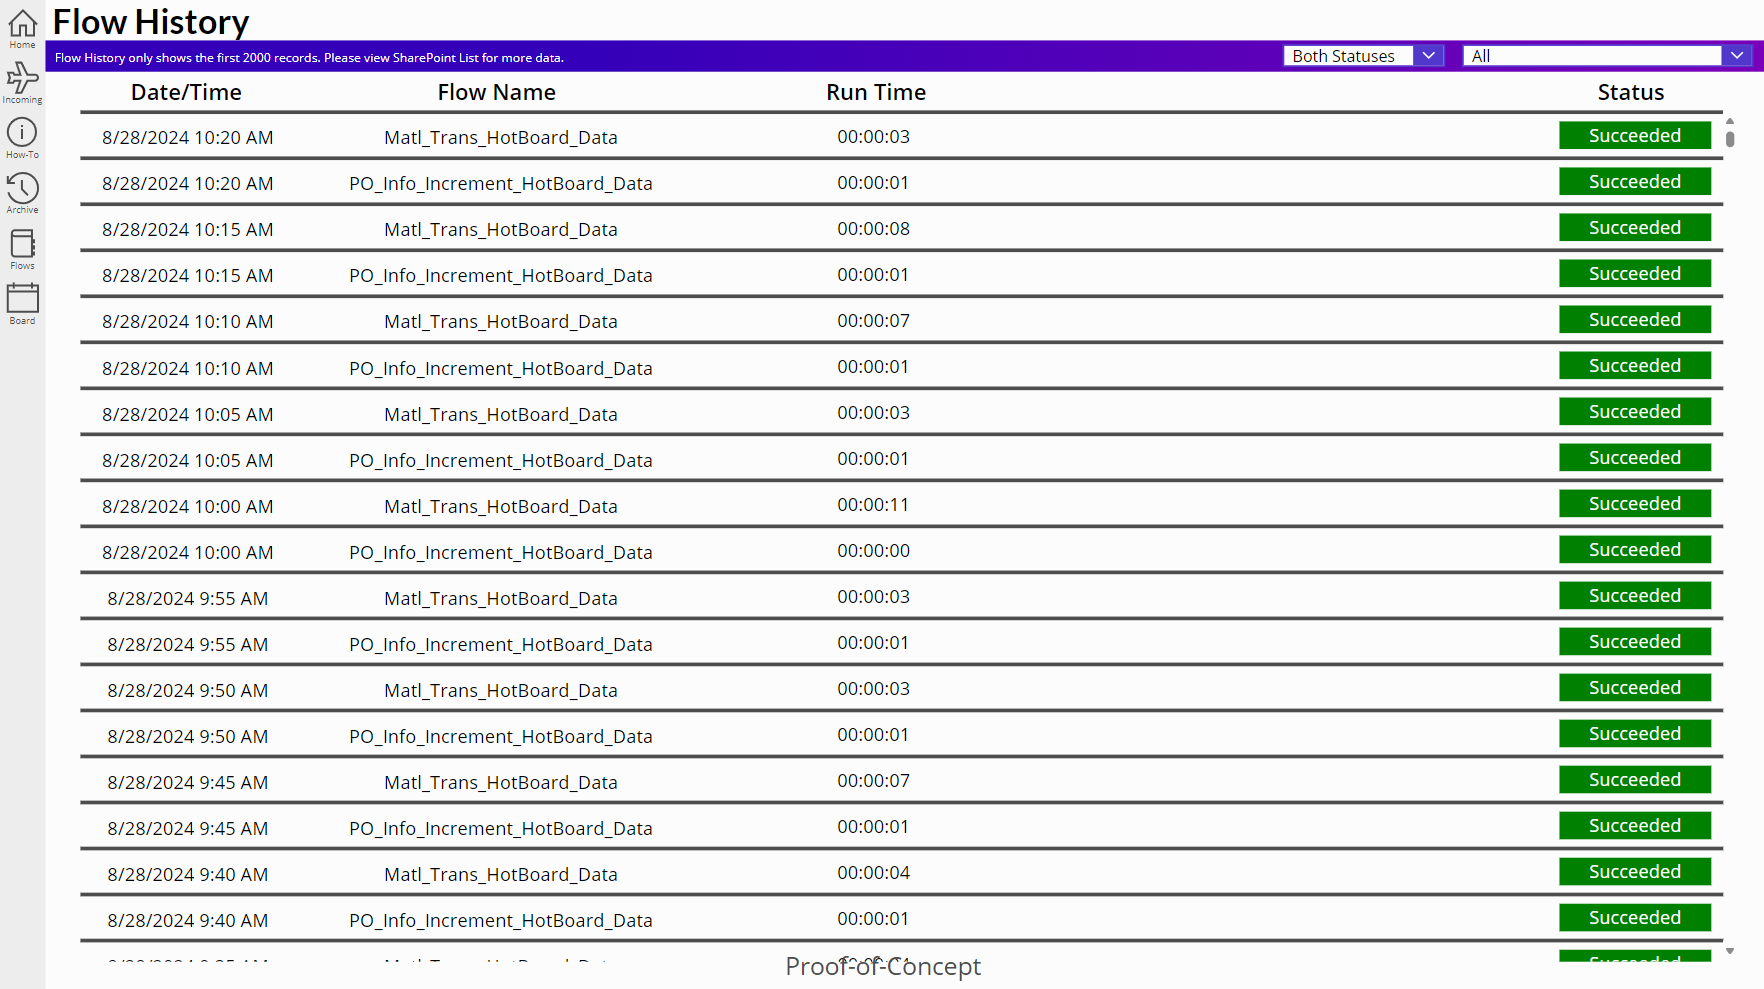 Flow History
Home
Incoming
How-To
Archive
Flows
Board
Flow History only shows the first 2000 records. Please view SharePoint List for more data.
Both Statuses
All
Date/Time Flow Name Run Time Status
8/28/2024 10:20 AM Matl_Trans_HotBoard_Data 00:00:03 Succeeded
8/28/2024 10:20 AM PO_Info_Increment_HotBoard_Data 00:00:01 Succeeded
8/28/2024 10:15 AM Matl_Trans_HotBoard_Data 00:00:08 Succeeded
8/28/2024 10:15 AM PO_Info_Increment_HotBoard_Data 00:00:01 Succeeded
8/28/2024 10:10 AM Matl_Trans_HotBoard_Data 00:00:07 Succeeded
8/28/2024 10:10 AM PO_Info_Increment_HotBoard_Data 00:00:01 Succeeded
8/28/2024 10:05 AM Matl_Trans_HotBoard_Data 00:00:03 Succeeded
8/28/2024 10:05 AM PO_Info_Increment_HotBoard_Data 00:00:01 Succeeded
8/28/2024 10:00 AM Matl_Trans_HotBoard_Data 00:00:11 Succeeded
8/28/2024 10:00 AM PO_Info_Increment_HotBoard_Data 00:00:00 Succeeded
8/28/2024 9:55 AM Matl_Trans_HotBoard_Data 00:00:03 Succeeded
8/28/2024 9:55 AM PO_Info_Increment_HotBoard_Data 00:00:01 Succeeded
8/28/2024 9:50 AM Matl_Trans_HotBoard_Data 00:00:03 Succeeded
8/28/2024 9:50 AM PO_Info_Increment_HotBoard_Data 00:00:01 Succeeded
8/28/2024 9:45 AM Matl_Trans_HotBoard_Data 00:00:07 Succeeded
8/28/2024 9:45 AM PO_Info_Increment_HotBoard_Data 00:00:01 Succeeded
8/28/2024 9:40 AM Matl_Trans_HotBoard_Data 00:00:04 Succeeded
8/28/2024 9:40 AM PO_Info_Increment_HotBoard_Data 00:00:01 Succeeded
Proof-of-Concept